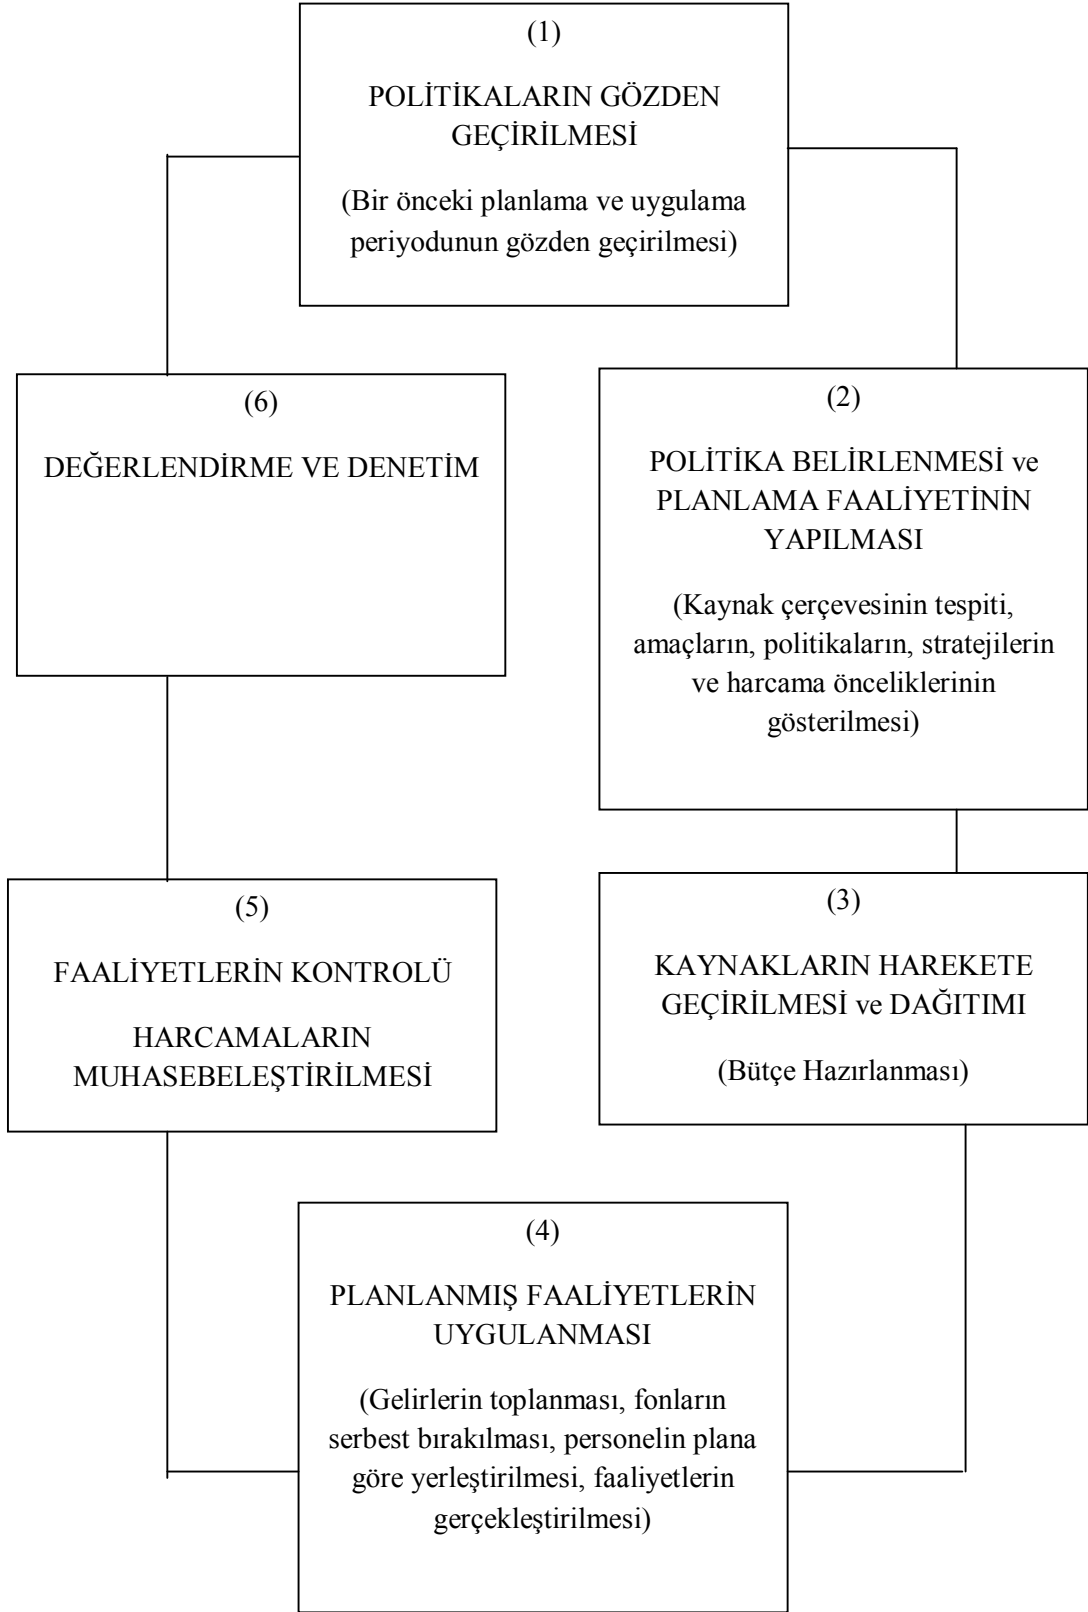 (1)
POLİTİKALARIN GÖZDEN
GEÇİRİLMESİ
(Bir önceki planlama ve uygulama
periyodunun gözden geçirilmesi)
(2)
POLİTİKA BELİRLENMESİ ve
PLANLAMA FAALİYETİNİN
YAPILMASI
(Kaynak çerçevesinin tespiti,
amaçların, politikaların, stratejilerin
ve harcama önceliklerinin
gösterilmesi)
(3)
KAYNAKLARIN HAREKETE
GEÇİRİLMESİ ve DAĞITIMI
(Bütçe Hazırlanması)
(4)
PLANLANMIŞ FAALİYETLERİN
UYGULANMASI
(Gelirlerin toplanması, fonların
serbest bırakılması, personelin plana
göre yerleştirilmesi, faaliyetlerin
gerçekleştirilmesi)
(5)
FAALİYETLERİN KONTROLÜ
HARCAMALARIN
MUHASEBELEŞTİRİLMESİ
(6)
DEĞERLENDİRME VE DENETİM